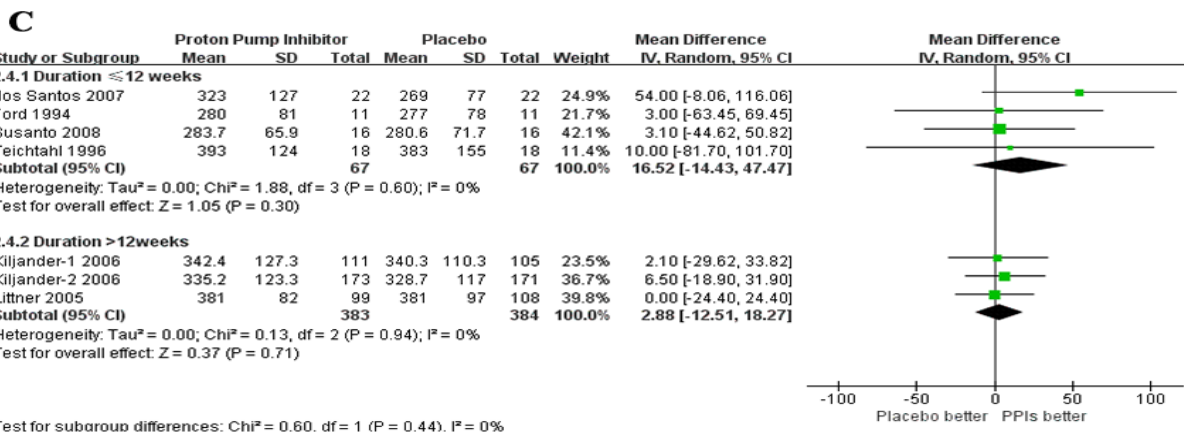 C
Proton Pump Inhibitor Placebo Mean Difference Mean Difference
Study or Subgroup Mean SD Total Mean SD Total Weight IV, Random, 95% CI IV, Random, 95% CI
.4.1 Duration ≤12 weeks
dos Santos 2007 323 127 22 269 77 22 24.9% 54.00 [-8.06, 116.06]
Ford 1994 280 81 11 277 78 11 21.7% 3.00 [-63.45, 69.45]
Susanto 2008 283.7 65.9 16 280.6 71.7 16 42.1% 3.10 [-44.62, 50.82]
Teichtahl 1996 393 124 18 383 155 18 11.4% 10.00 [-81.70, 101.70]
Subtotal (95% CI) 67 67 100.0% 16.52 [-14.43, 47.47]
Heterogeneity: Tau² = 0.00; Chi² = 1.88, df = 3 (P = 0.60); I² = 0%
Test for overall effect: Z = 1.05 (P = 0.30)
.4.2 Duration >12weeks
Kiljander-1 2006 342.4 127.3 111 340.3 110.3 105 23.5% 2.10 [-29.62, 33.82]
Kiljander-2 2006 335.2 123.3 173 328.7 117 171 36.7% 6.50 [-18.90, 31.90]
Littner 2005 381 82 99 381 97 108 39.8% 0.00 [-24.40, 24.40]
Subtotal (95% CI) 383 384 100.0% 2.88 [-12.51, 18.27]
Heterogeneity: Tau² = 0.00; Chi² = 0.13, df = 2 (P = 0.94); I² = 0%
Test for overall effect: Z = 0.37 (P = 0.71)
-100 -50 0 50 100
Placebo better PPIs better
Test for subgroup differences: Chi² = 0.60, df = 1 (P = 0.44), I² = 0%